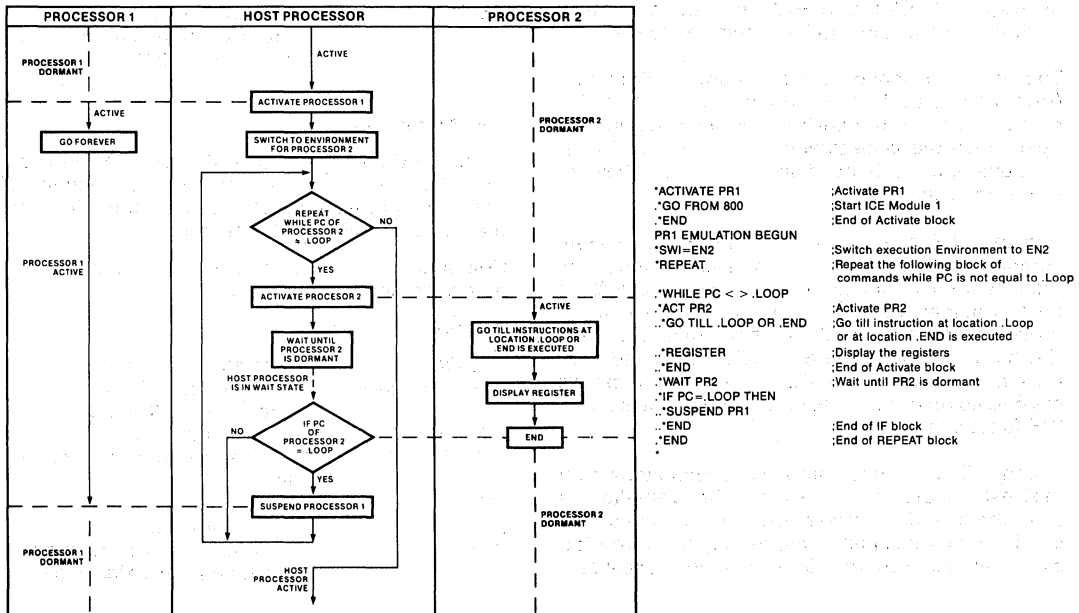 PROCESSOR 1
HOST PROCESSOR
PROCESSOR 2
PROCESSOR 1
DORMANT
ACTIVE
GO FOREVER
PROCESSOR 1
ACTIVE
PROCESSOR 1
DORMANT
ACTIVE
ACTIVATE PROCESSOR 1
SWITCH TO ENVIRONMENT
FOR PROCESSOR 2
REPEAT
WHILE PC OF
PROCESSOR 2
≠ .LOOP
NO
YES
ACTIVATE PROCESOR 2
WAIT UNTIL
PROCESSOR 2
IS DORMANT
HOST PROCESSOR
IS IN WAIT STATE
IF PC
OF
PROCESSOR 2
= .LOOP
NO
YES
SUSPEND PROCESSOR 1
HOST
PROCESSOR
ACTIVE
PROCESSOR 2
DORMANT
ACTIVE
GO TILL INSTRUCTIONS AT
LOCATION .LOOP OR
.END IS EXECUTED
DISPLAY REGISTER
END
PROCESSOR 2
DORMANT
*ACTIVATE PR1 ;Activate PR1
.*GO FROM 800 ;Start ICE Module 1
.*END ;End of Activate block
PR1 EMULATION BEGUN
*SWI=EN2 ;Switch execution Environment to EN2
*REPEAT ;Repeat the following block of
commands while PC is not equal to .Loop
.*WHILE PC < > .LOOP
.*ACT PR2 ;Activate PR2
..*GO TILL .LOOP OR .END ;Go till instruction at location .Loop
or at location .END is executed
..*REGISTER ;Display the registers
..*END ;End of Activate block
.*WAIT PR2 ;Wait until PR2 is dormant
.*IF PC=.LOOP THEN
..*SUSPEND PR1
..*END ;End of IF block
.*END ;End of REPEAT block
*